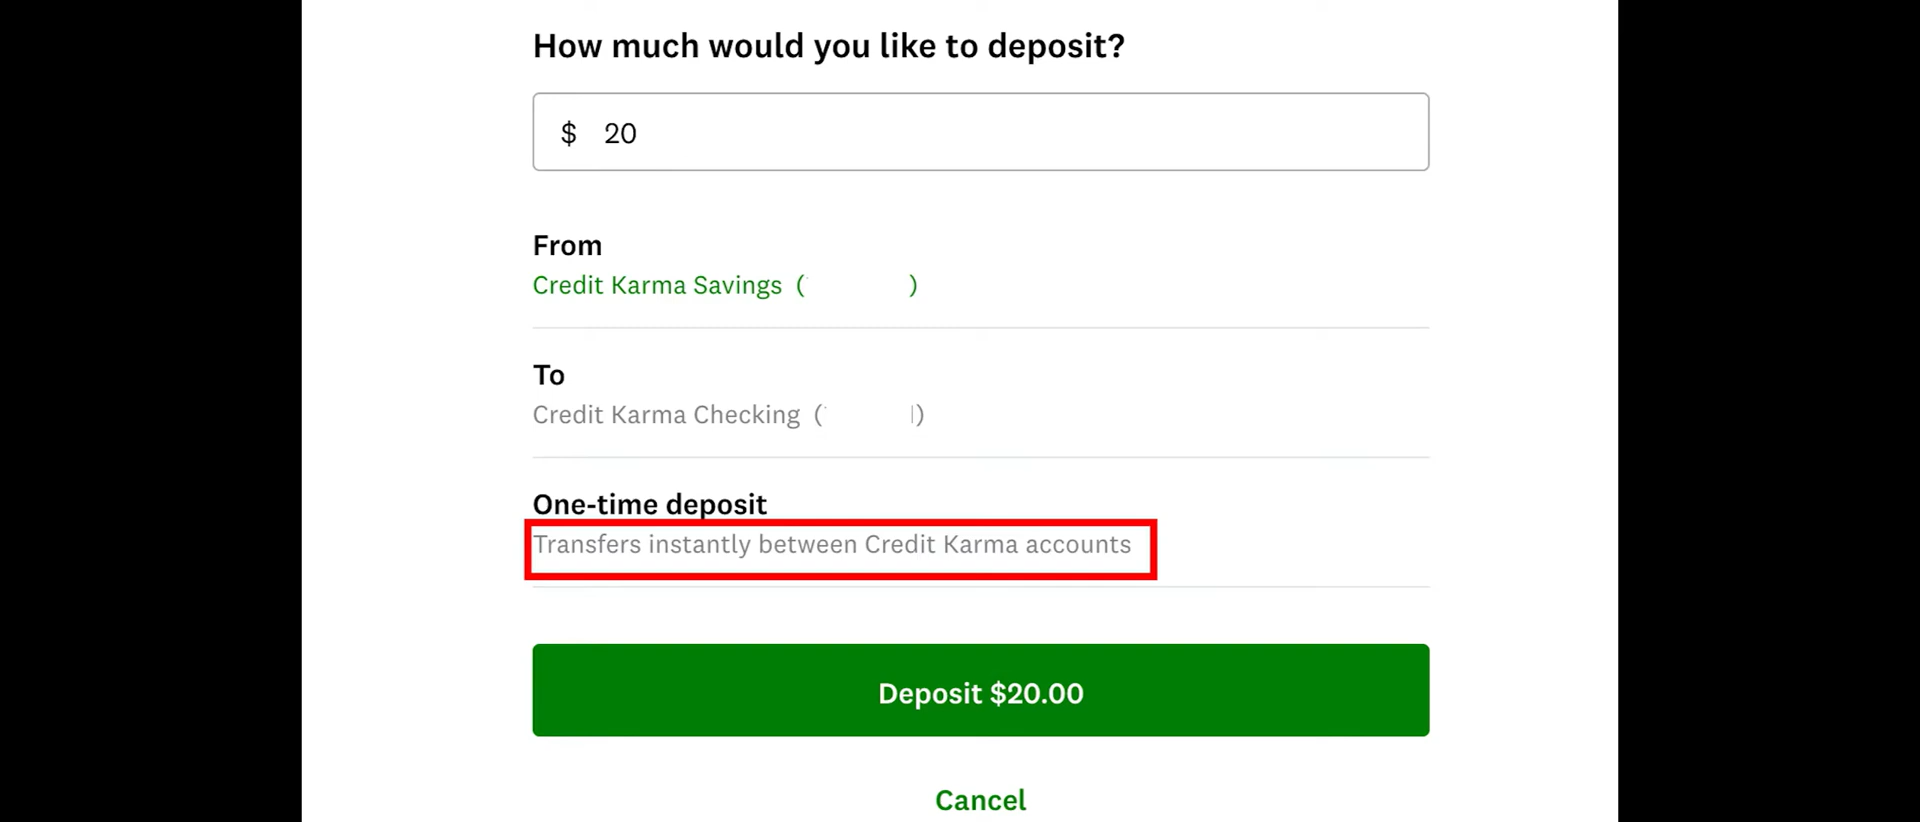 How much would you like to deposit?
$ 20
From
Credit Karma Savings ( )
To
Credit Karma Checking ( )
One-time deposit
Transfers instantly between Credit Karma accounts
Deposit $20.00
Cancel